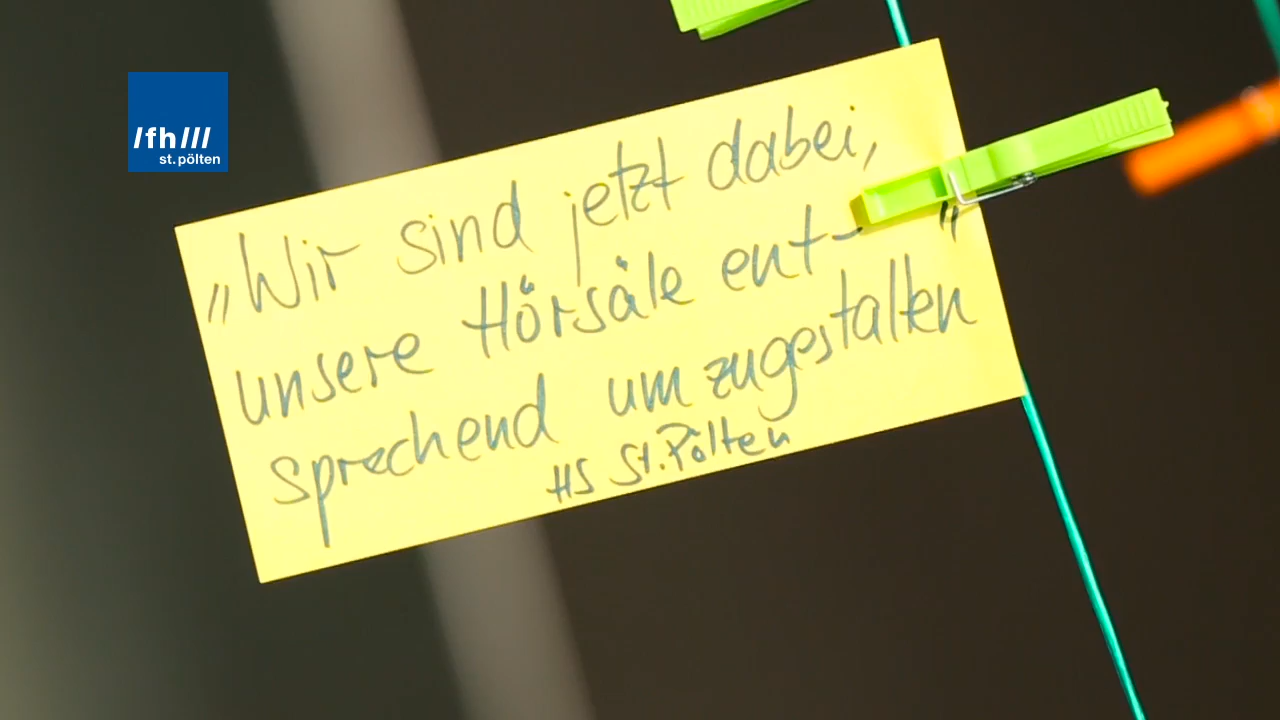 /fh///
st.pölten
„Wir sind jetzt dabei,
unsere Hörsäle ent-
sprechend umzugestalten"
HS St. Pölten